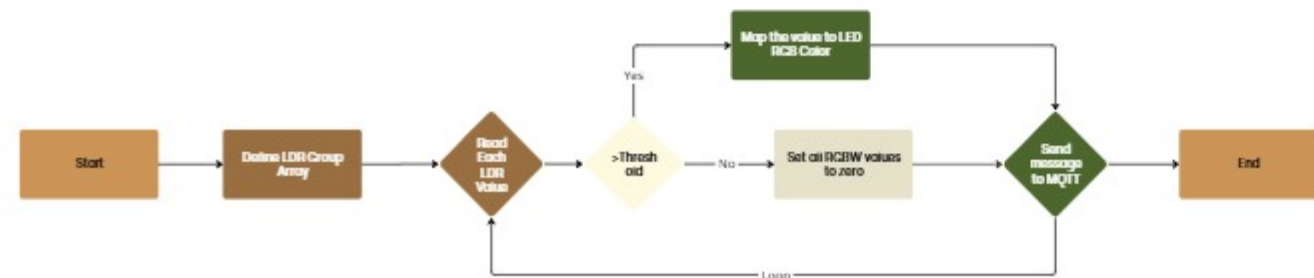 Map the value to LED
RGB Color
Yes
Start
Define LDR Group
Array
Read
Each
LDR
Value
>Thresh
old
No
Set all RGBW values
to zero
Send
message
to MQTT
End
Loop